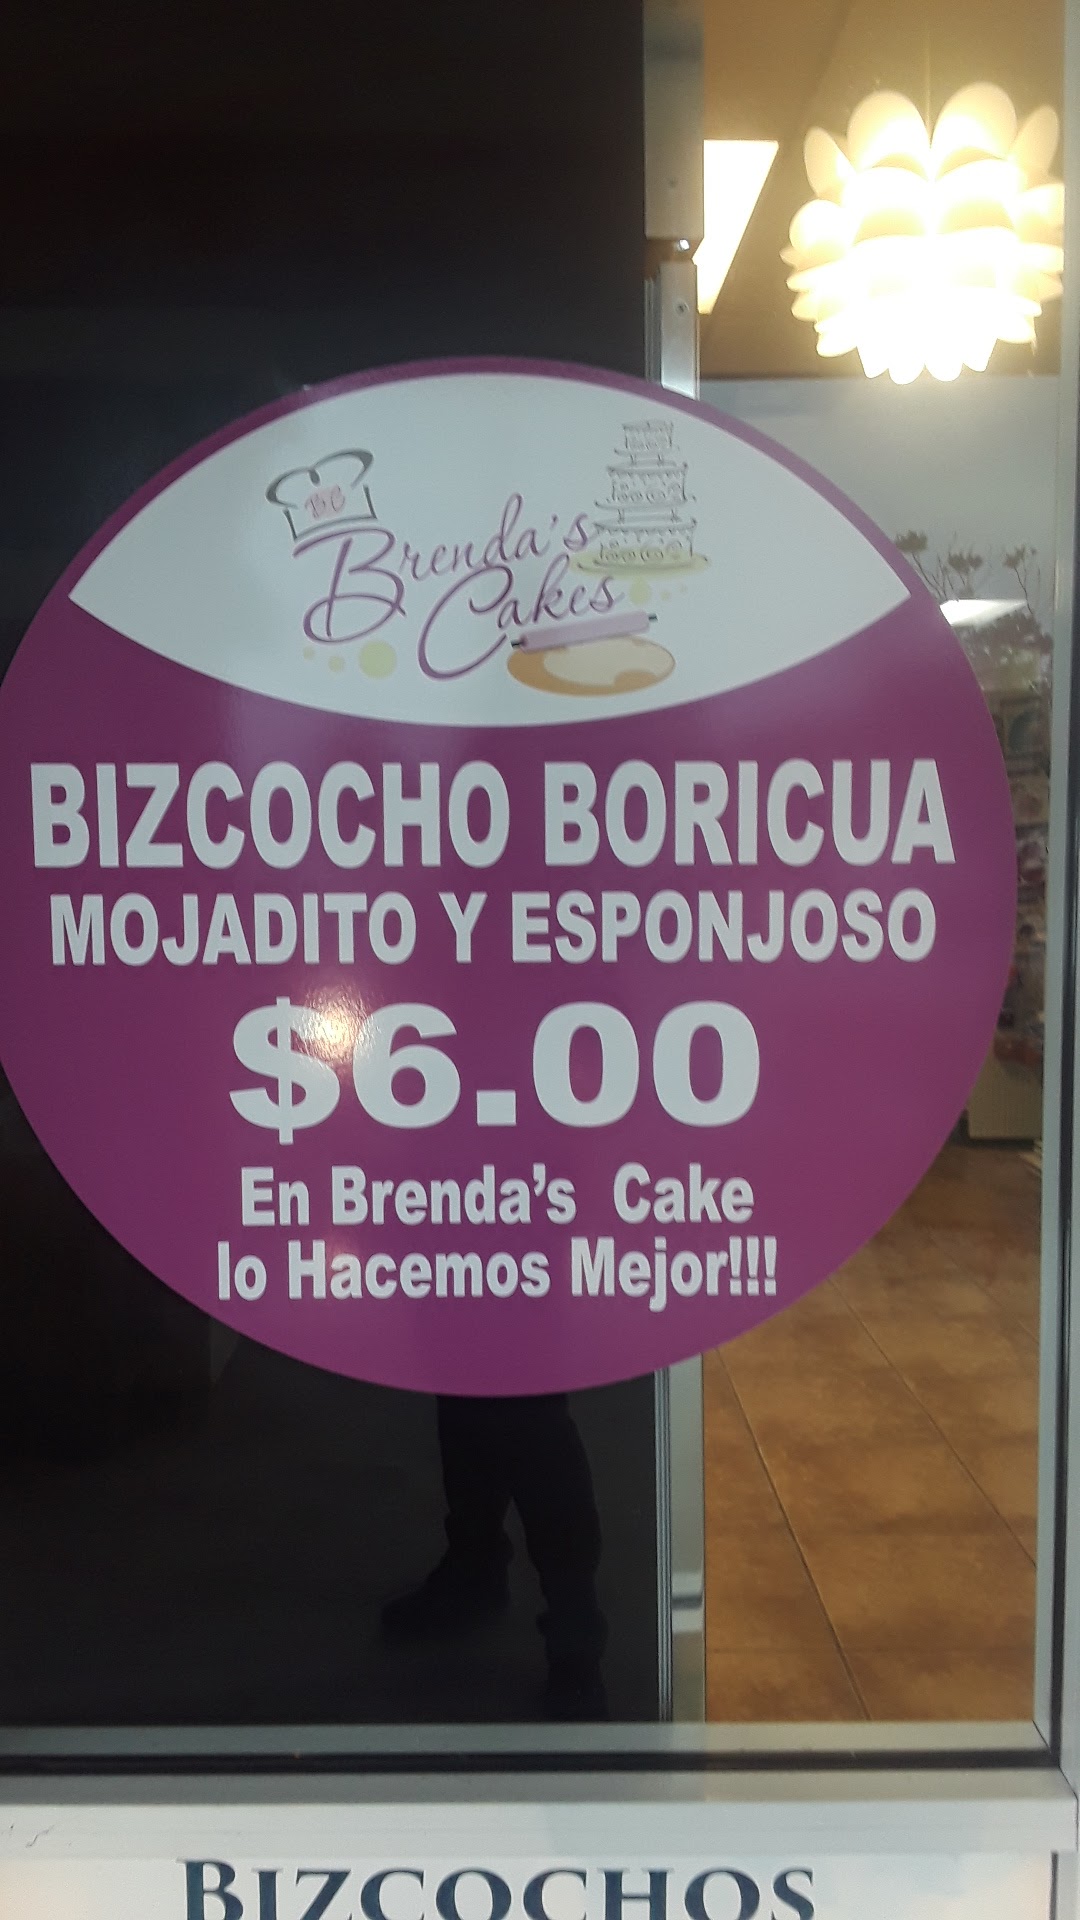 BC
Brenda's
Cakes
BIZCOCHO BORICUA
MOJADITO Y ESPONJOSO
$6.00
En Brenda's Cake
lo Hacemos Mejor!!!
BIZCOCHOS